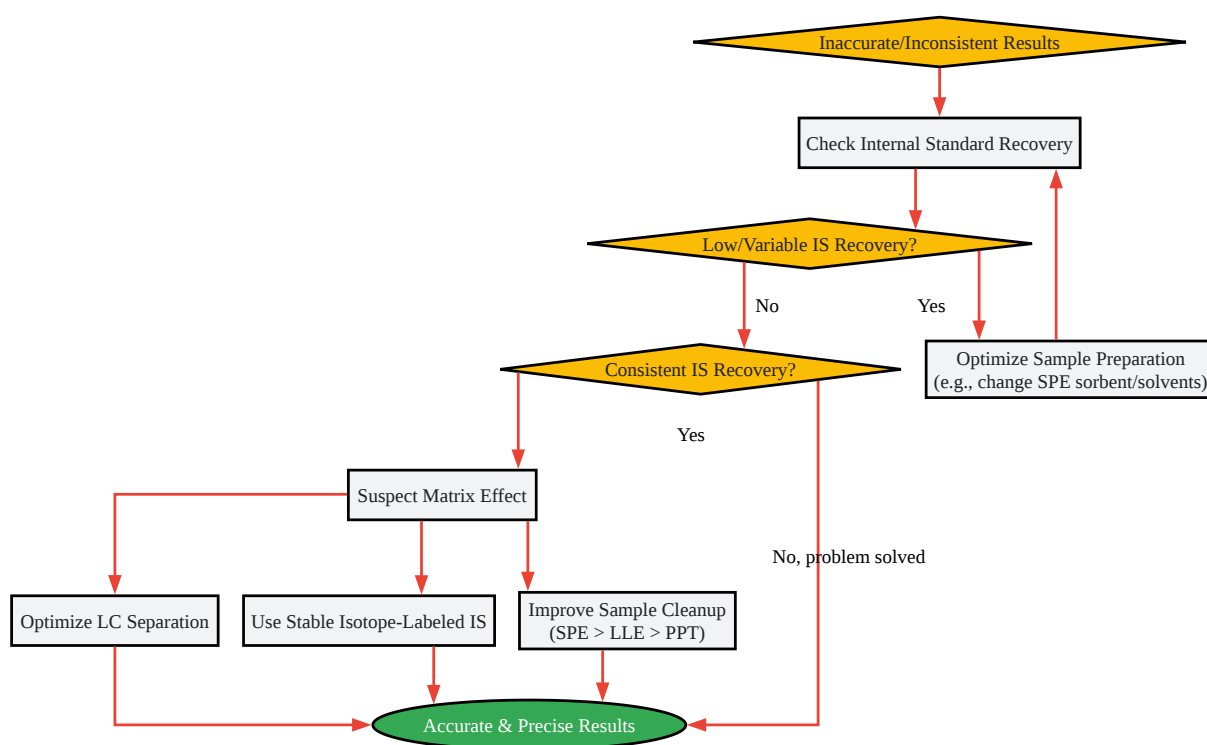 Inaccurate/Inconsistent Results
Check Internal Standard Recovery
Low/Variable IS Recovery?
No
Yes
Optimize Sample Preparation
(e.g., change SPE sorbent/solvents)
Consistent IS Recovery?
Yes
Suspect Matrix Effect
No, problem solved
Optimize LC Separation
Use Stable Isotope-Labeled IS
Improve Sample Cleanup
(SPE > LLE > PPT)
Accurate & Precise Results